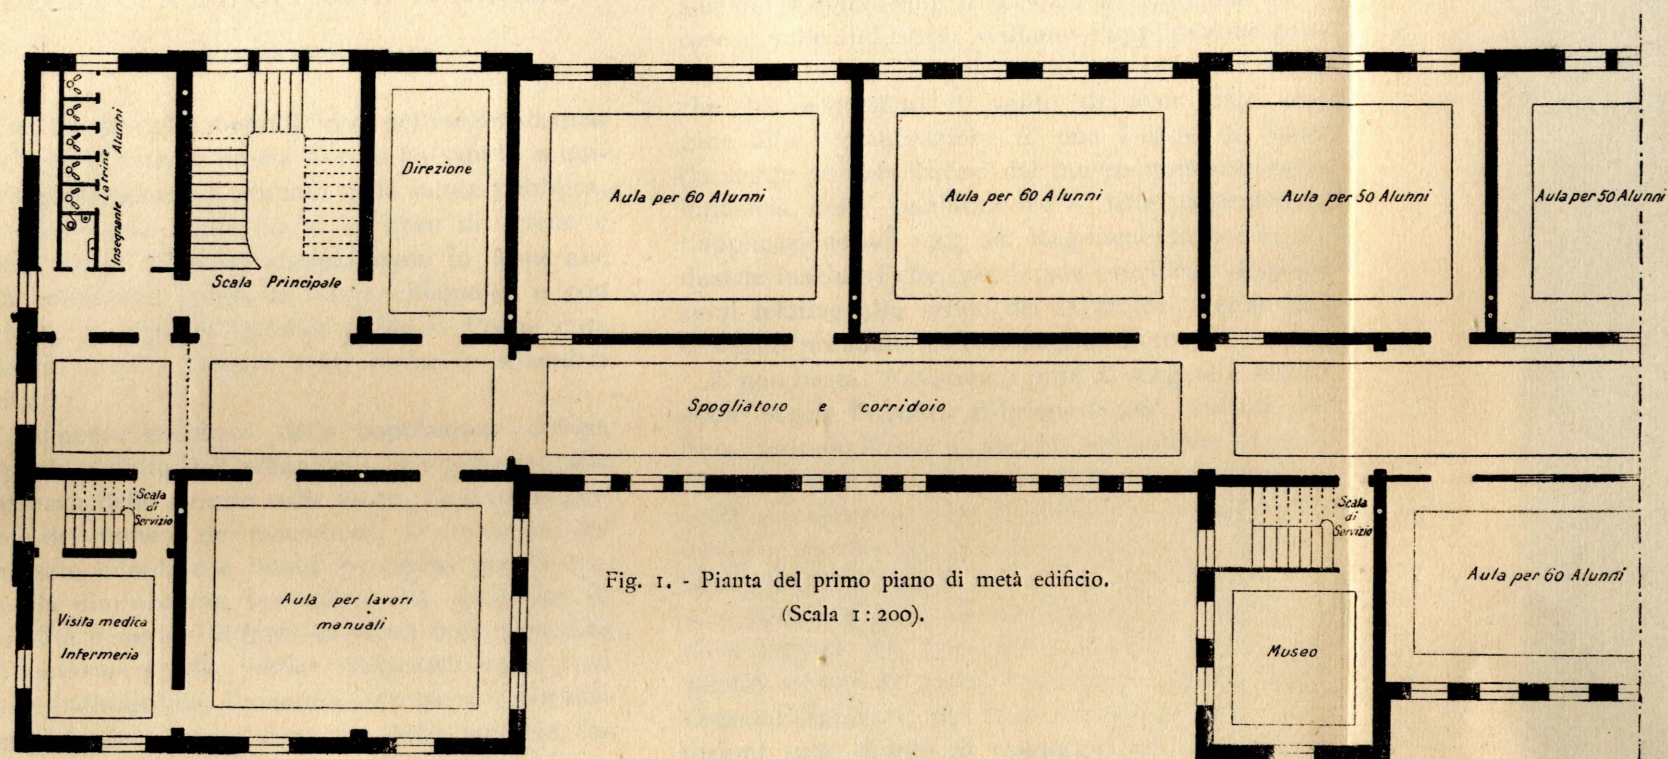 Latrine
Alunni
Insegnante
Scala Principale
Direzione
Aula per 60 Alunni
Aula per 60 Alunni
Aula per 50 Alunni
Aula per 50 Alunni
Spogliatoio e corridoio
Scala
di
Servizio
Visita medica
Infermeria
Aula per lavori
manuali
Fig. 1. - Pianta del primo piano di metà edificio.
(Scala 1 : 200).
Scala
di
Servizio
Museo
Aula per 60 Alunni